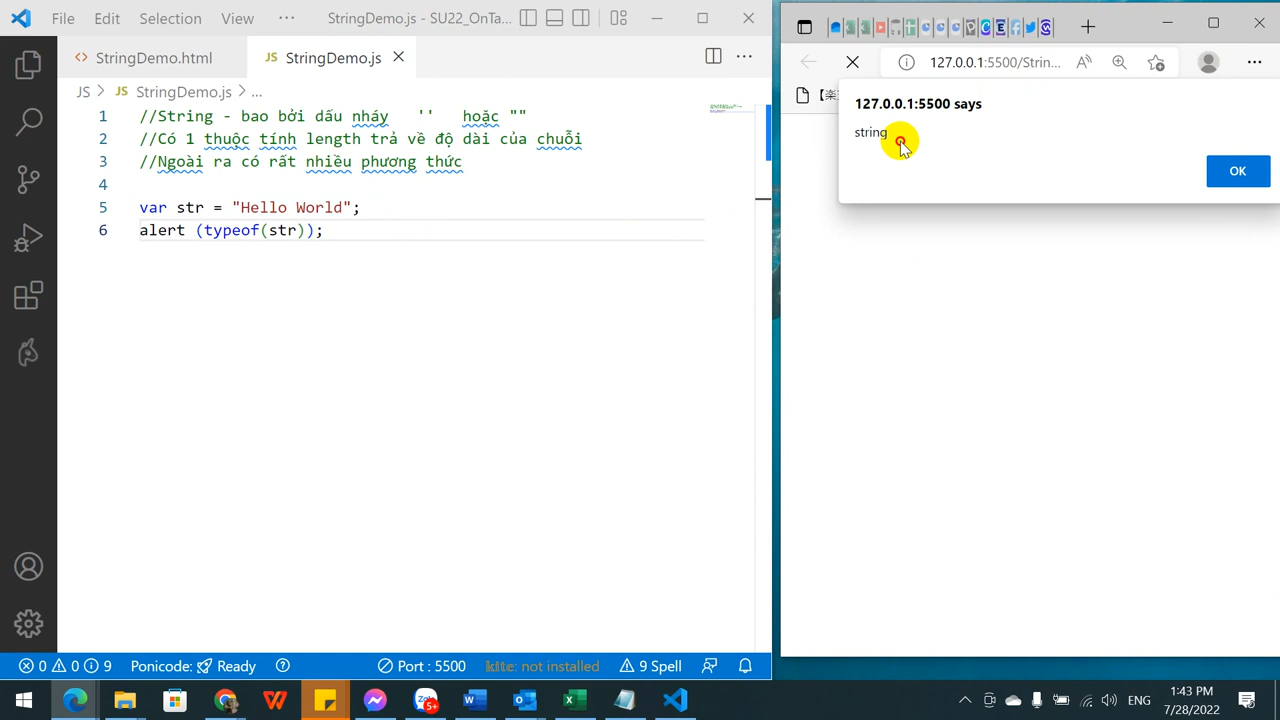 File Edit Selection View ··· StringDemo.js - SU22_OnTa...
StringDemo.html JS StringDemo.js
JS > JS StringDemo.js > ...
1 //String - bao bởi dấu nháy '' hoặc ""
2 //Có 1 thuộc tính length trả về độ dài của chuỗi
3 //Ngoài ra có rất nhiều phương thức
4
5 var str = "Hello World";
6 alert (typeof(str));
0 0 9 Ponicode: Ready Port : 5500 kite: not installed 9 Spell
127.0.0.1:5500/Strin...
127.0.0.1:5500 says
string
OK
ENG
1:43 PM
7/28/2022